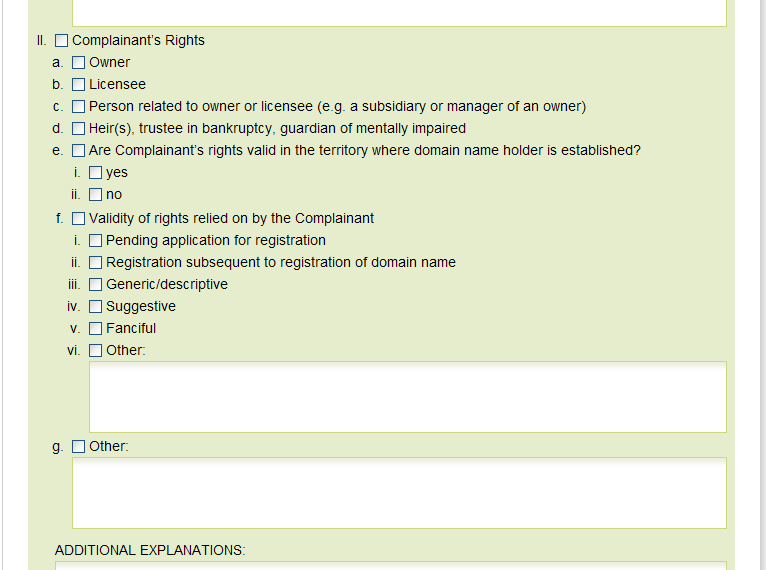 II. Complainant's Rights
a. Owner
b. Licensee
c. Person related to owner or licensee (e.g. a subsidiary or manager of an owner)
d. Heir(s), trustee in bankruptcy, guardian of mentally impaired
e. Are Complainant's rights valid in the territory where domain name holder is established?
i. yes
ii. no
f. Validity of rights relied on by the Complainant
i. Pending application for registration
ii. Registration subsequent to registration of domain name
iii. Generic/descriptive
iv. Suggestive
v. Fanciful
vi. Other:
g. Other:
ADDITIONAL EXPLANATIONS: